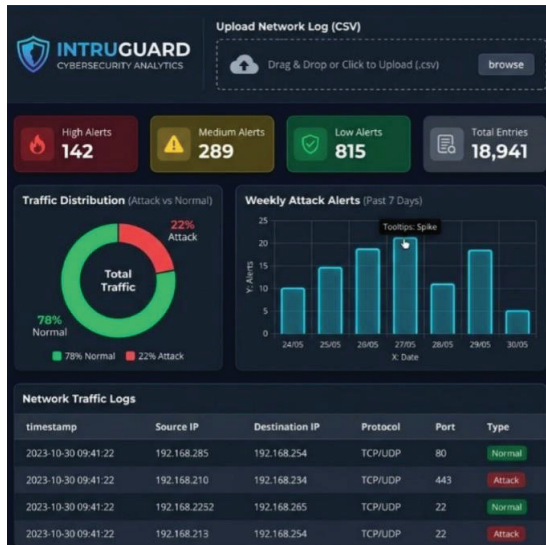 INTRUGUARD
CYBERSECURITY ANALYTICS
Upload Network Log (CSV)
Drag & Drop or Click to Upload (.csv)
browse
High Alerts
142
Medium Alerts
289
Low Alerts
815
Total Entries
18,941
Traffic Distribution (Attack vs Normal)
22%
Attack
Total
Traffic
78%
Normal
78% Normal 22% Attack
Weekly Attack Alerts (Past 7 Days)
Tooltips: Spike
Y: Alerts
25
20
15
10
5
0
24/05 25/05 26/05 27/05 28/05 29/05 30/05
X: Date
Network Traffic Logs
timestamp Source IP Destination IP Protocol Port Type
2023-10-30 09:41:22 192.168.285 192.168.254 TCP/UDP 80 Normal
2023-10-30 09:41:22 192.168.210 192.168.234 TCP/UDP 443 Attack
2023-10-30 09:41:22 192.168.2252 192.168.265 TCP/UDP 22 Normal
2023-10-30 09:41:22 192.168.213 192.168.254 TCP/UDP 22 Attack